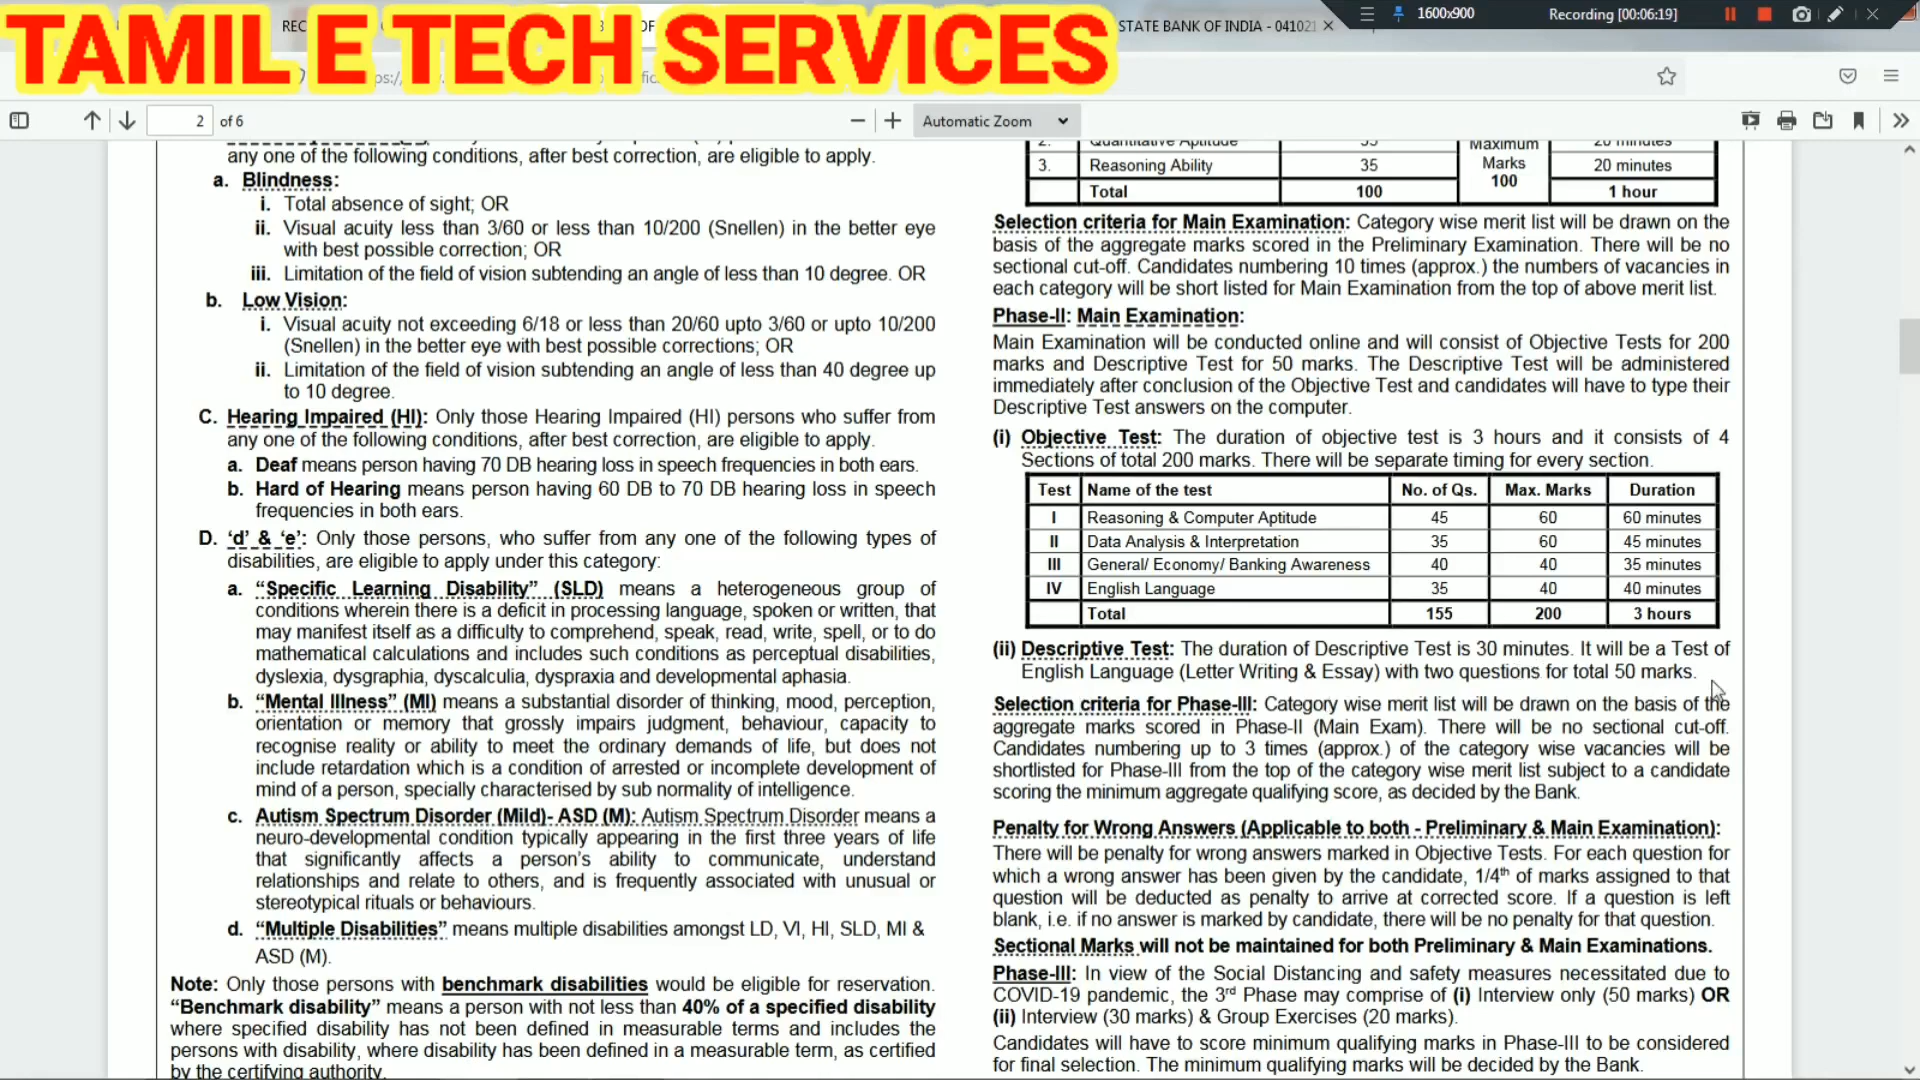 TAMIL E TECH SERVICES
REC
STATE BANK OF INDIA - 041021
1600x900
Recording [00:06:19]
2 of 6
Automatic Zoom
any one of the following conditions, after best correction, are eligible to apply.
a. Blindness:
i. Total absence of sight; OR
ii. Visual acuity less than 3/60 or less than 10/200 (Snellen) in the better eye
with best possible correction; OR
iii. Limitation of the field of vision subtending an angle of less than 10 degree. OR
b. Low Vision:
i. Visual acuity not exceeding 6/18 or less than 20/60 upto 3/60 or upto 10/200
(Snellen) in the better eye with best possible corrections; OR
ii. Limitation of the field of vision subtending an angle of less than 40 degree up
to 10 degree.
C. Hearing Impaired (HI): Only those Hearing Impaired (HI) persons who suffer from
any one of the following conditions, after best correction, are eligible to apply.
a. Deaf means person having 70 DB hearing loss in speech frequencies in both ears.
b. Hard of Hearing means person having 60 DB to 70 DB hearing loss in speech
frequencies in both ears.
D. ‘d’ & ‘e’: Only those persons, who suffer from any one of the following types of
disabilities, are eligible to apply under this category:
a. “Specific Learning Disability” (SLD) means a heterogeneous group of
conditions wherein there is a deficit in processing language, spoken or written, that
may manifest itself as a difficulty to comprehend, speak, read, write, spell, or to do
mathematical calculations and includes such conditions as perceptual disabilities,
dyslexia, dysgraphia, dyscalculia, dyspraxia and developmental aphasia.
b. “Mental Illness” (MI) means a substantial disorder of thinking, mood, perception,
orientation or memory that grossly impairs judgment, behaviour, capacity to
recognise reality or ability to meet the ordinary demands of life, but does not
include retardation which is a condition of arrested or incomplete development of
mind of a person, specially characterised by sub normality of intelligence.
c. Autism Spectrum Disorder (Mild)- ASD (M): Autism Spectrum Disorder means a
neuro-developmental condition typically appearing in the first three years of life
that significantly affects a person’s ability to communicate, understand
relationships and relate to others, and is frequently associated with unusual or
stereotypical rituals or behaviours.
d. “Multiple Disabilities” means multiple disabilities amongst LD, VI, HI, SLD, MI &
ASD (M).
Note: Only those persons with benchmark disabilities would be eligible for reservation.
“Benchmark disability” means a person with not less than 40% of a specified disability
where specified disability has not been defined in measurable terms and includes the
persons with disability, where disability has been defined in a measurable term, as certified
by the certifying authority.
2. Quantitative Aptitude 35 Maximum 20 minutes
3. Reasoning Ability 35 Marks 20 minutes
Total 100 100 1 hour
Selection criteria for Main Examination: Category wise merit list will be drawn on the
basis of the aggregate marks scored in the Preliminary Examination. There will be no
sectional cut-off. Candidates numbering 10 times (approx.) the numbers of vacancies in
each category will be short listed for Main Examination from the top of above merit list.
Phase-II: Main Examination:
Main Examination will be conducted online and will consist of Objective Tests for 200
marks and Descriptive Test for 50 marks. The Descriptive Test will be administered
immediately after conclusion of the Objective Test and candidates will have to type their
Descriptive Test answers on the computer.
(i) Objective Test: The duration of objective test is 3 hours and it consists of 4
Sections of total 200 marks. There will be separate timing for every section.
Test Name of the test No. of Qs. Max. Marks Duration
I Reasoning & Computer Aptitude 45 60 60 minutes
II Data Analysis & Interpretation 35 60 45 minutes
III General/ Economy/ Banking Awareness 40 40 35 minutes
IV English Language 35 40 40 minutes
Total 155 200 3 hours
(ii) Descriptive Test: The duration of Descriptive Test is 30 minutes. It will be a Test of
English Language (Letter Writing & Essay) with two questions for total 50 marks.
Selection criteria for Phase-III: Category wise merit list will be drawn on the basis of the
aggregate marks scored in Phase-II (Main Exam). There will be no sectional cut-off.
Candidates numbering up to 3 times (approx.) of the category wise vacancies will be
shortlisted for Phase-III from the top of the category wise merit list subject to a candidate
scoring the minimum aggregate qualifying score, as decided by the Bank.
Penalty for Wrong Answers (Applicable to both - Preliminary & Main Examination):
There will be penalty for wrong answers marked in Objective Tests. For each question for
which a wrong answer has been given by the candidate, 1/4th of marks assigned to that
question will be deducted as penalty to arrive at corrected score. If a question is left
blank, i.e. if no answer is marked by candidate, there will be no penalty for that question.
Sectional Marks will not be maintained for both Preliminary & Main Examinations.
Phase-III: In view of the Social Distancing and safety measures necessitated due to
COVID-19 pandemic, the 3rd Phase may comprise of (i) Interview only (50 marks) OR
(ii) Interview (30 marks) & Group Exercises (20 marks).
Candidates will have to score minimum qualifying marks in Phase-III to be considered
for final selection. The minimum qualifying marks will be decided by the Bank.